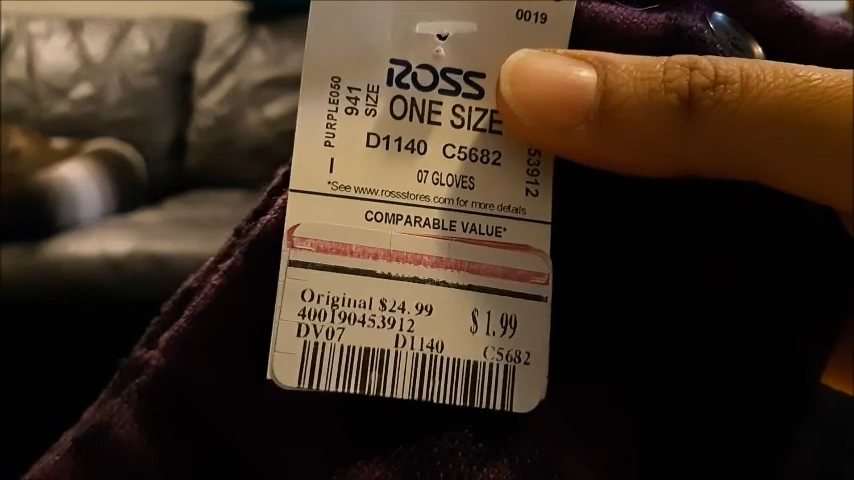 0019
ROSS
ONE SIZE
PURPLE050
941
SIZE
D1140 C5682
07 GLOVES
53912
*See www.rossstores.com for more details
COMPARABLE VALUE*
Original $24.99
400190453912
$1.99
DV07 D1140 C5682